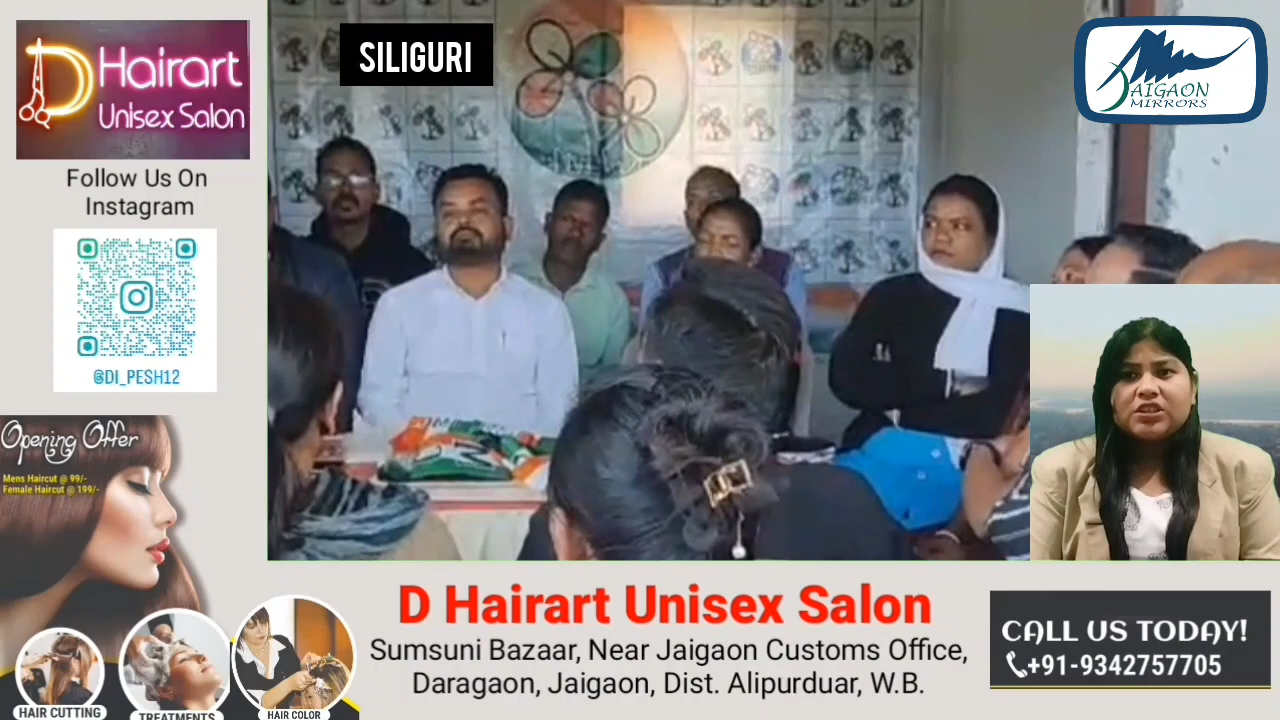 D Hairart
Unisex Salon
Follow Us On
Instagram
@DI_PESH12
Opening Offer
Mens Haircut @ 99/-
Female Haircut @ 199/-
HAIR CUTTING
TREATMENTS
HAIR COLOR
SILIGURI
JAIGAON
MIRRORS
D Hairart Unisex Salon
Sumsuni Bazaar, Near Jaigaon Customs Office,
Daragaon, Jaigaon, Dist. Alipurduar, W.B.
CALL US TODAY!
+91-9342757705